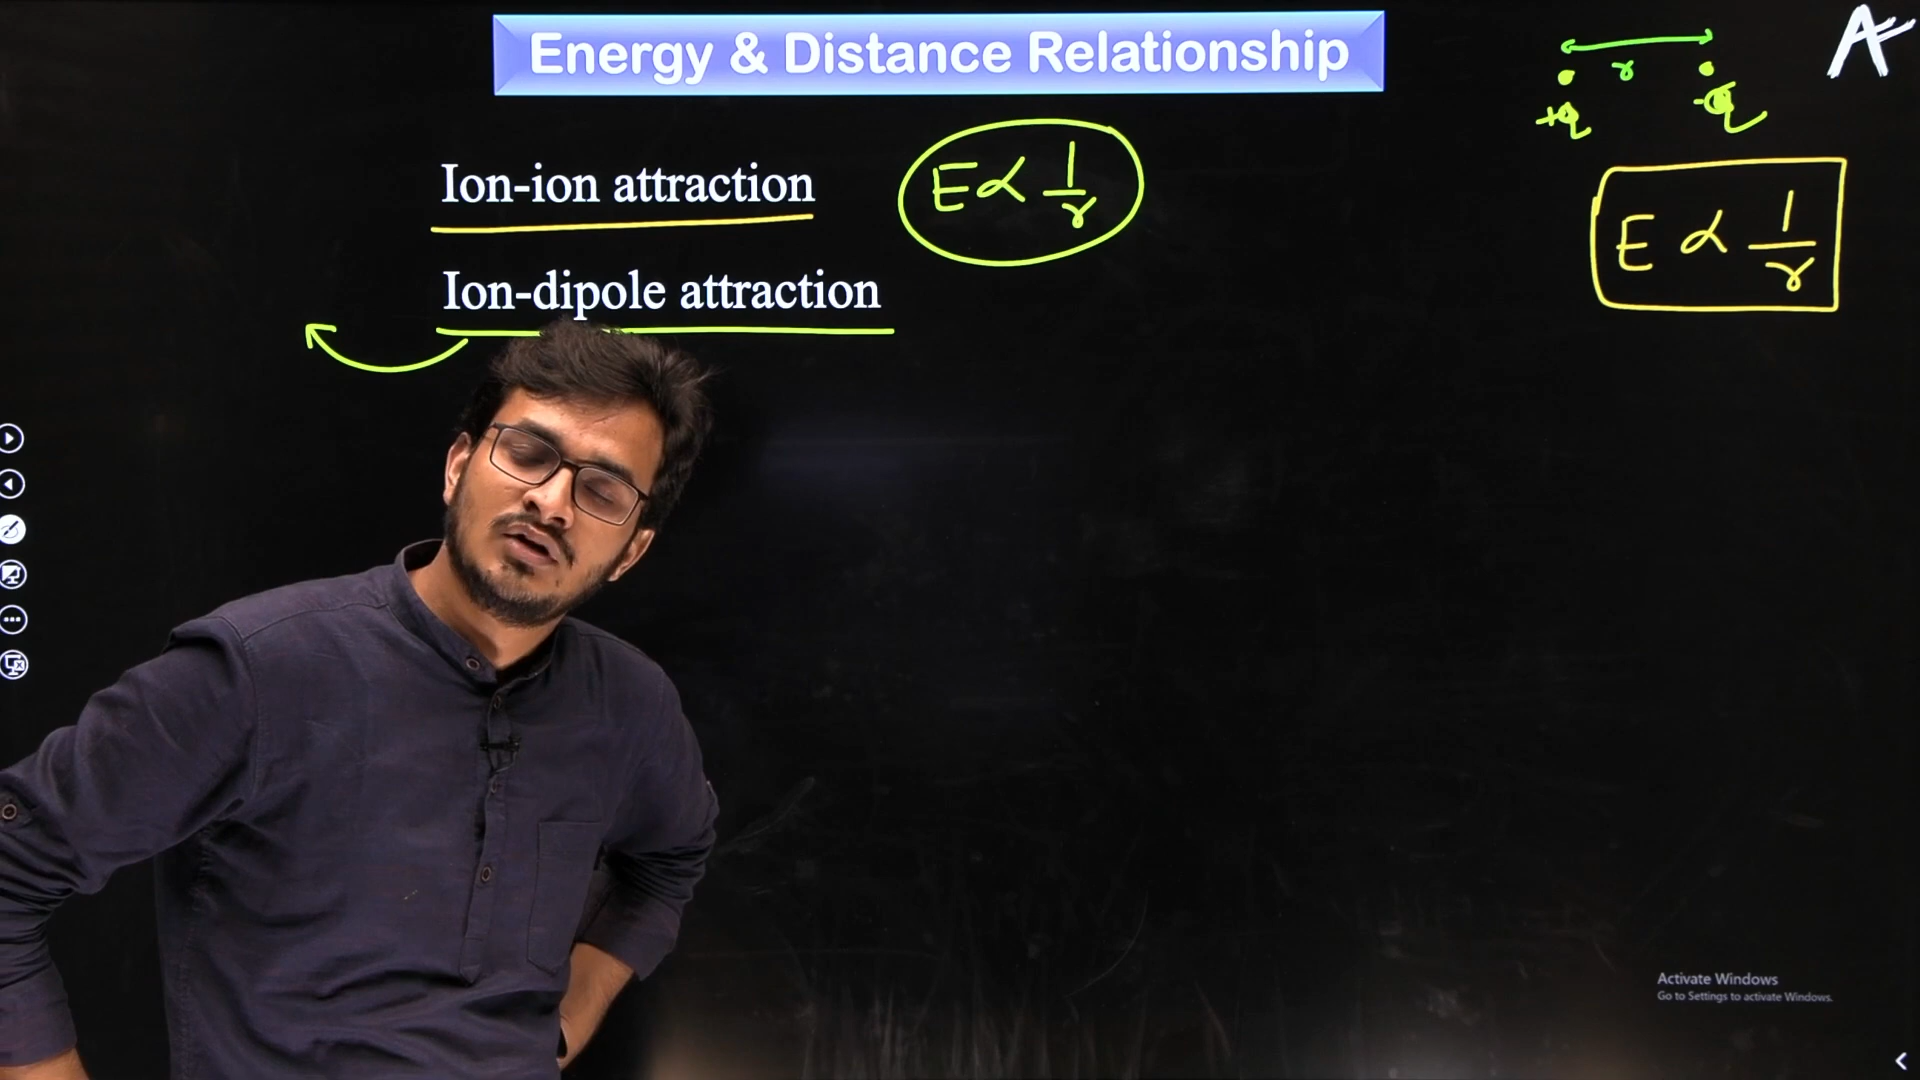 Energy & Distance Relationship
r
+q
-q
Ion-ion attraction
E ∝ 1/r
E ∝ 1/r
Ion-dipole attraction
Activate Windows
Go to Settings to activate Windows.